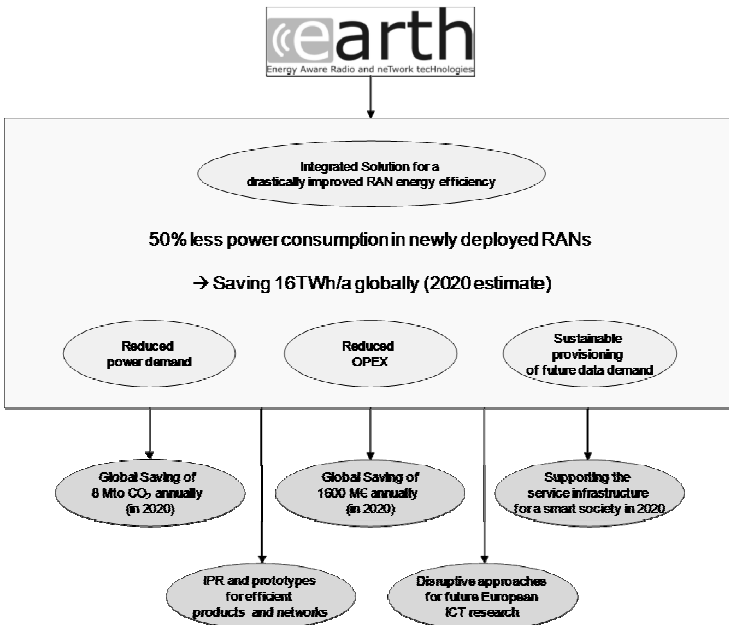 earth
Energy Aware Radio and neTwork tecHnologies
Integrated Solution for a
drastically improved RAN energy efficiency
50% less power consumption in newly deployed RANs
→ Saving 16TWh/a globally (2020 estimate)
Reduced
power demand
Reduced
OPEX
Sustainable
provisioning
of future data demand
Global Saving of
8 Mto CO₂ annually
(in 2020)
Global Saving of
1600 M€ annually
(in 2020)
Supporting the
service infrastructure
for a smart society in 2020
IPR and prototypes
for efficient
products and networks
Disruptive approaches
for future European
ICT research